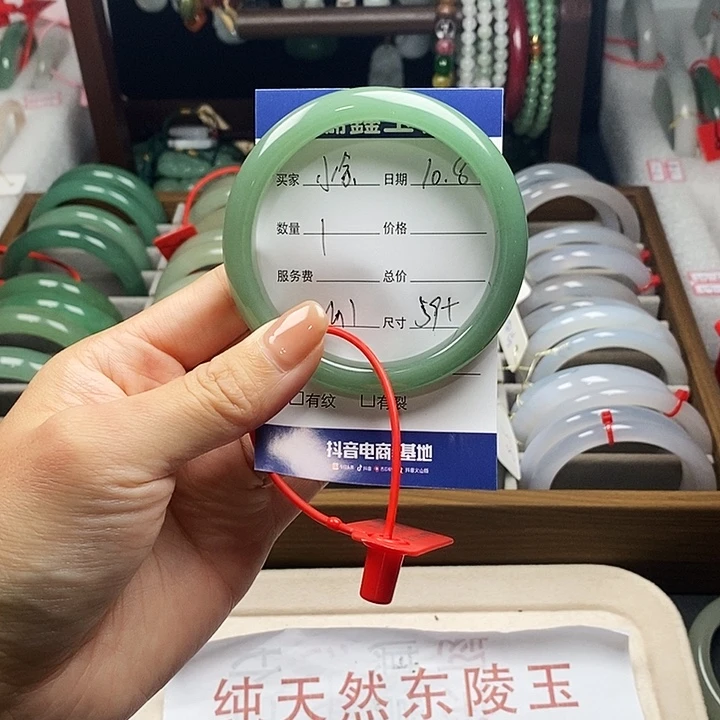 买家 小徐 日期 10.8
数量 1 价格
服务费 总价
尺寸 59+
□有纹 □有裂
抖音电商 基地
纯天然东陵玉